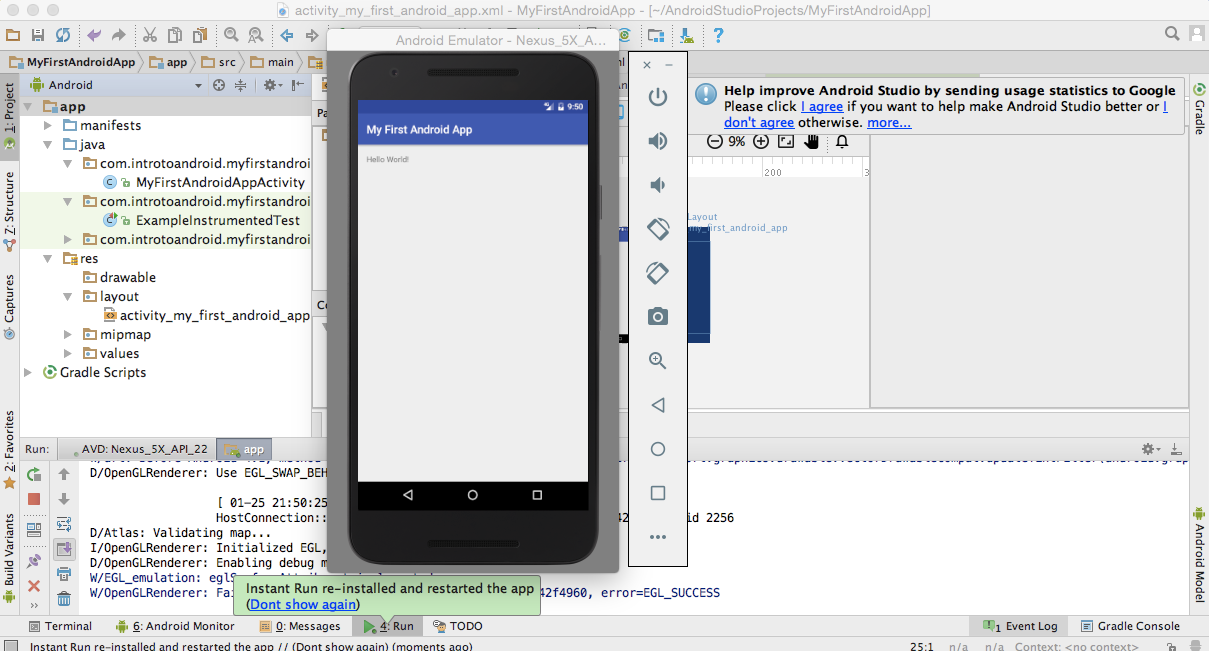 activity_my_first_android_app.xml - MyFirstAndroidApp - [~/AndroidStudioProjects/MyFirstAndroidApp]
Android Emulator - Nexus_5X_A...
MyFirstAndroidApp
app
src
main
1: Project
Z: Structure
Captures
2: Favorites
Build Variants
Android
app
manifests
java
com.introtoandroid.myfirstandroi
MyFirstAndroidAppActivity
com.introtoandroid.myfirstandroi
ExampleInstrumentedTest
com.introtoandroid.myfirstandroi
res
drawable
layout
activity_my_first_android_app
mipmap
values
Gradle Scripts
Pa
Co
9:50
My First Android App
Hello World!
Help improve Android Studio by sending usage statistics to Google
Please click I agree if you want to help make Android Studio better or I
don't agree otherwise. more...
9%
200
3
Layout
my_first_android_app
Gradle
Android Model
Run:
AVD: Nexus_5X_API_22
app
D/OpenGLRenderer: Use EGL_SWAP_BEH
[ 01-25 21:50:25
HostConnection:: 42 id 2256
D/Atlas: Validating map...
I/OpenGLRenderer: Initialized EGL,
D/OpenGLRenderer: Enabling debug m
W/EGL_emulation:
W/OpenGLRenderer: Fai 42f4960, error=EGL_SUCCESS
Instant Run re-installed and restarted the app
(Dont show again)
Terminal
6: Android Monitor
0: Messages
4: Run
TODO
1 Event Log
Gradle Console
Instant Run re-installed and restarted the app // (Dont show again) (moments ago)
25:1
n/a
n/a
Context: <no context>